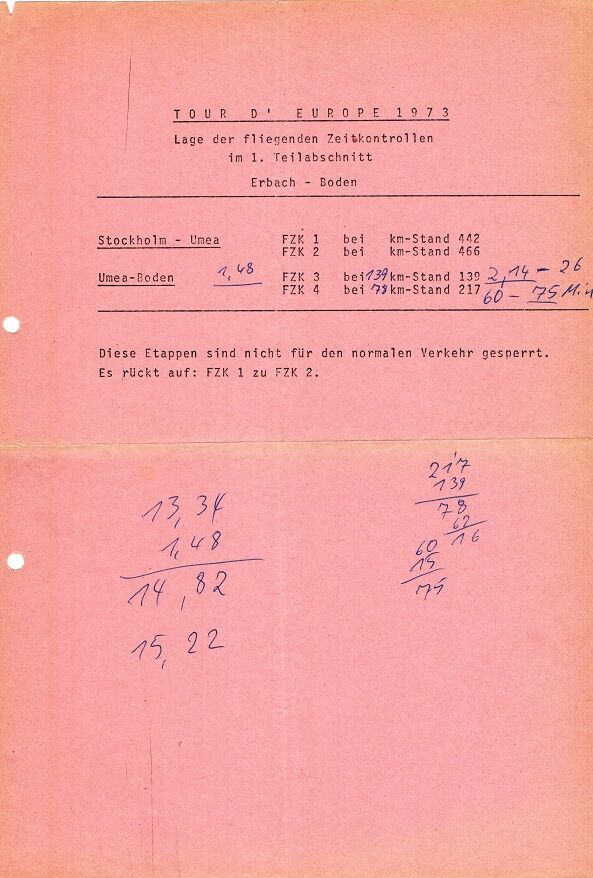 TOUR D' EUROPE 1973
Lage der fliegenden Zeitkontrollen
im 1. Teilabschnitt
Erbach - Boden
Stockholm - Umea FZK 1 bei km-Stand 442
FZK 2 bei km-Stand 466
Umea-Boden 1,48 FZK 3 bei 139 km-Stand 139 2,14 - 26
FZK 4 bei 78 km-Stand 217 60 - 75 Min
Diese Etappen sind nicht für den normalen Verkehr gesperrt.
Es rückt auf: FZK 1 zu FZK 2.
13,34
1,48
14,82
15,22
217
139
78
62
16
60
15
75